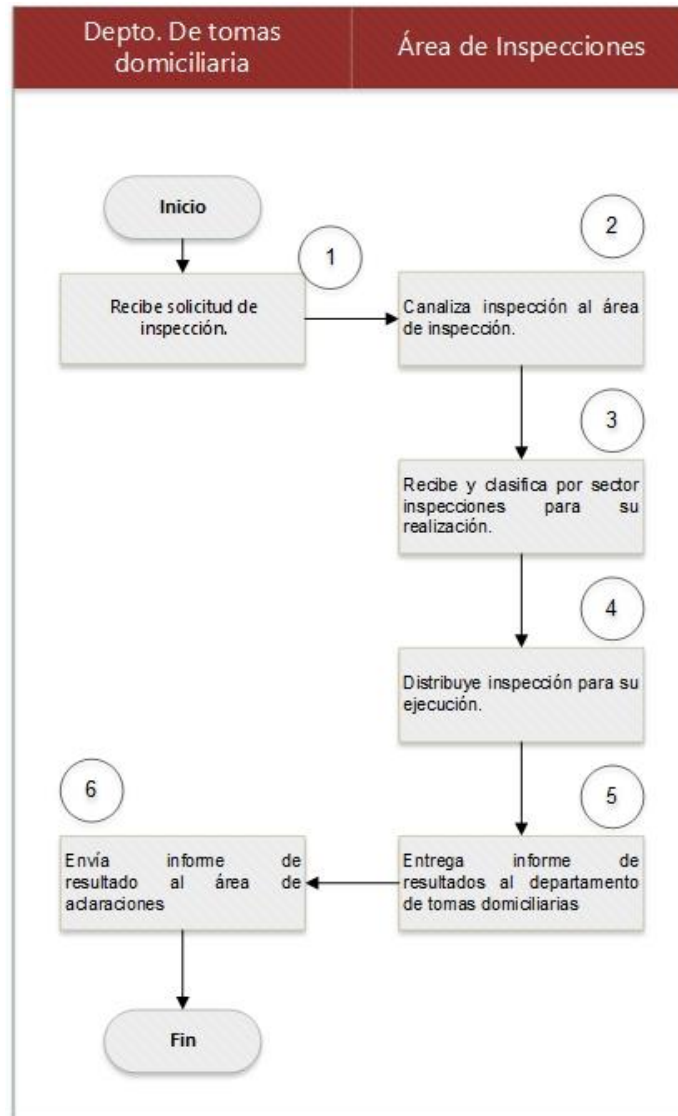 Depto. De tomas
domiciliaria
Área de Inspecciones
Inicio
1
Recibe solicitud de
inspección.
2
Canaliza inspección al área
de inspección.
3
Recibe y clasifica por sector
inspecciones para su
realización.
4
Distribuye inspección para su
ejecución.
5
Entrega informe de
resultados al departamento
de tomas domiciliarias
6
Envía informe de
resultado al área de
aclaraciones
Fin